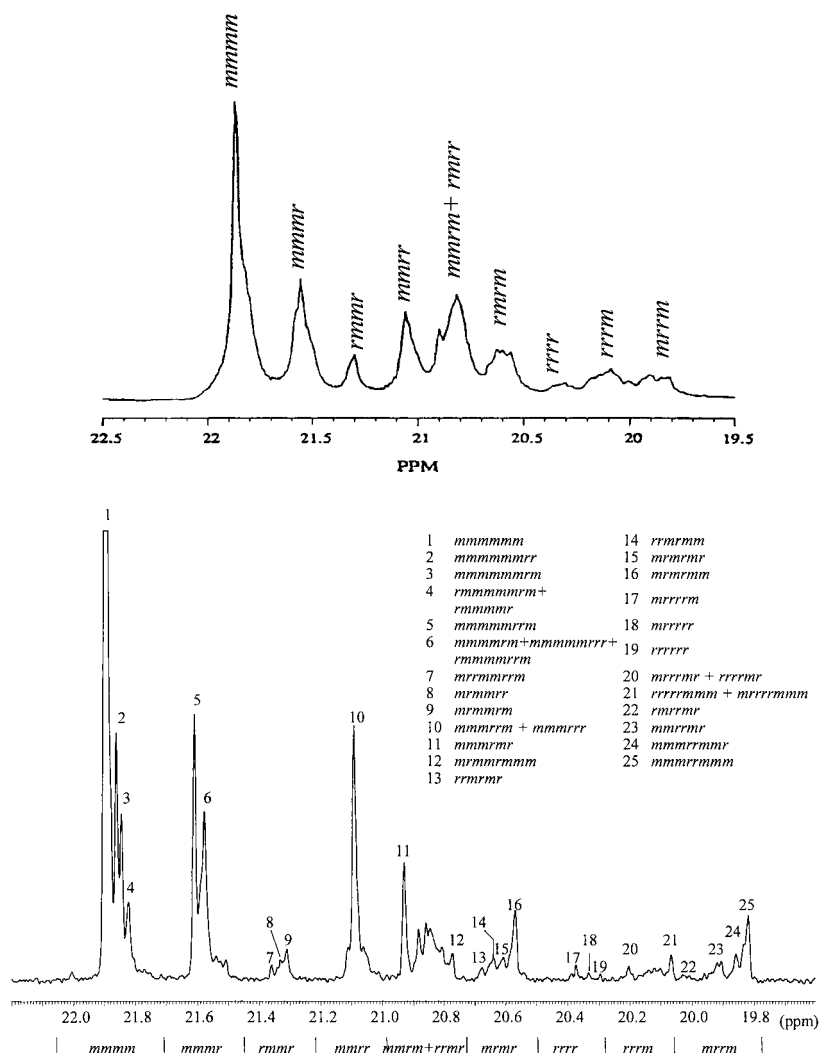 mmmm
mmmr
rmmr
mmrr
mmrm + rmrr
rmrm
rrrr
rrrm
mrrm
22.5 22 21.5 21 20.5 20 19.5
PPM
1
1 mmmmmm
2 mmmmmmrr
3 mmmmmmrm
4 rmmmmmrm+
rmmmmr
5 mmmmmrrm
6 mmmmrm+mmmmmrrr+
rmmmmrrm
7 mrrmmrrm
8 mrmmrr
9 mrmmrm
10 mmmrrm + mmmrrr
11 mmmrmr
12 mrmmrmmm
13 rrmrmr
14 rrmrmm
15 mrmrmr
16 mrmrmm
17 mrrrrm
18 mrrrrr
19 rrrrrr
20 mrrrmr + rrrrmr
21 rrrrrmmm + mrrrrmmm
22 rmrrmr
23 mmrrmr
24 mmmrrmmr
25 mmmrrmmm
2
3
4
5
6
7
8
9
10
11
12
13
14
15
16
17
18
19
20
21
22
23
24
25
22.0 21.8 21.6 21.4 21.2 21.0 20.8 20.6 20.4 20.2 20.0 19.8 (ppm)
mmmm mmmr rmmr mmrr mmrm+rrmr mrmr rrrr rrrm mrrm